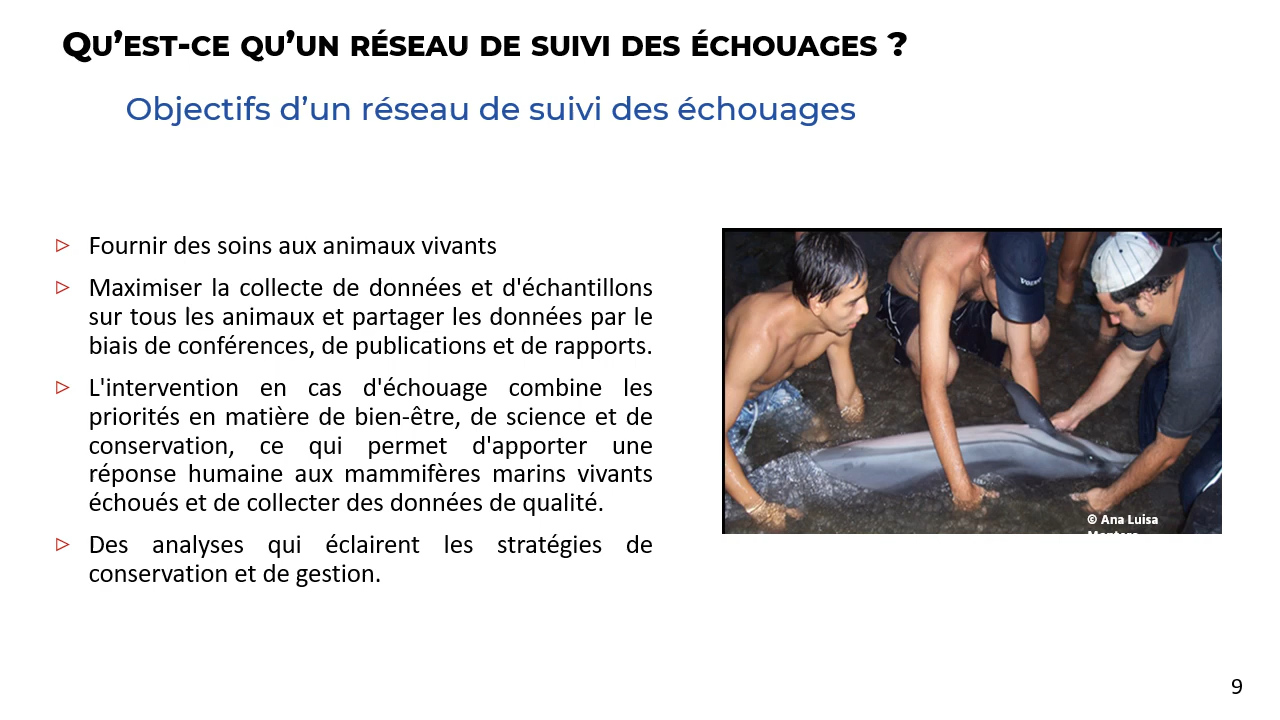 QU'EST-CE QU'UN RÉSEAU DE SUIVI DES ÉCHOUAGES ?
Objectifs d'un réseau de suivi des échouages
Fournir des soins aux animaux vivants
Maximiser la collecte de données et d'échantillons
sur tous les animaux et partager les données par le
biais de conférences, de publications et de rapports.
L'intervention en cas d'échouage combine les
priorités en matière de bien-être, de science et de
conservation, ce qui permet d'apporter une
réponse humaine aux mammifères marins vivants
échoués et de collecter des données de qualité.
Des analyses qui éclairent les stratégies de
conservation et de gestion.
© Ana Luisa
9